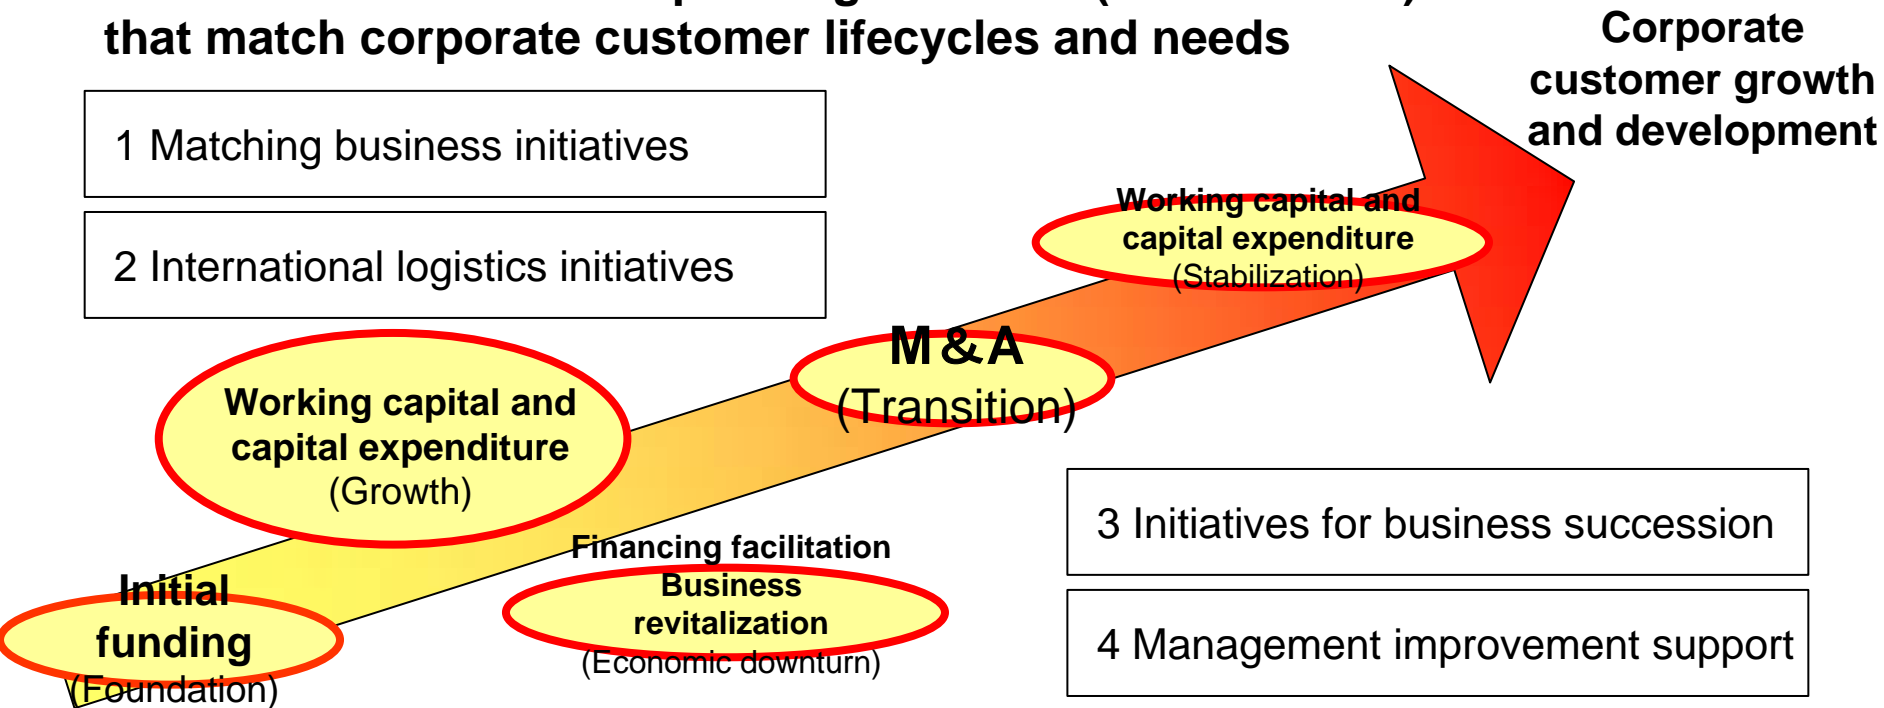 that match corporate customer lifecycles and needs
Corporate
customer growth
and development
1 Matching business initiatives
2 International logistics initiatives
Working capital and
capital expenditure
(Stabilization)
M&A
(Transition)
Working capital and
capital expenditure
(Growth)
Financing facilitation
Business
revitalization
(Economic downturn)
Initial
funding
(Foundation)
3 Initiatives for business succession
4 Management improvement support